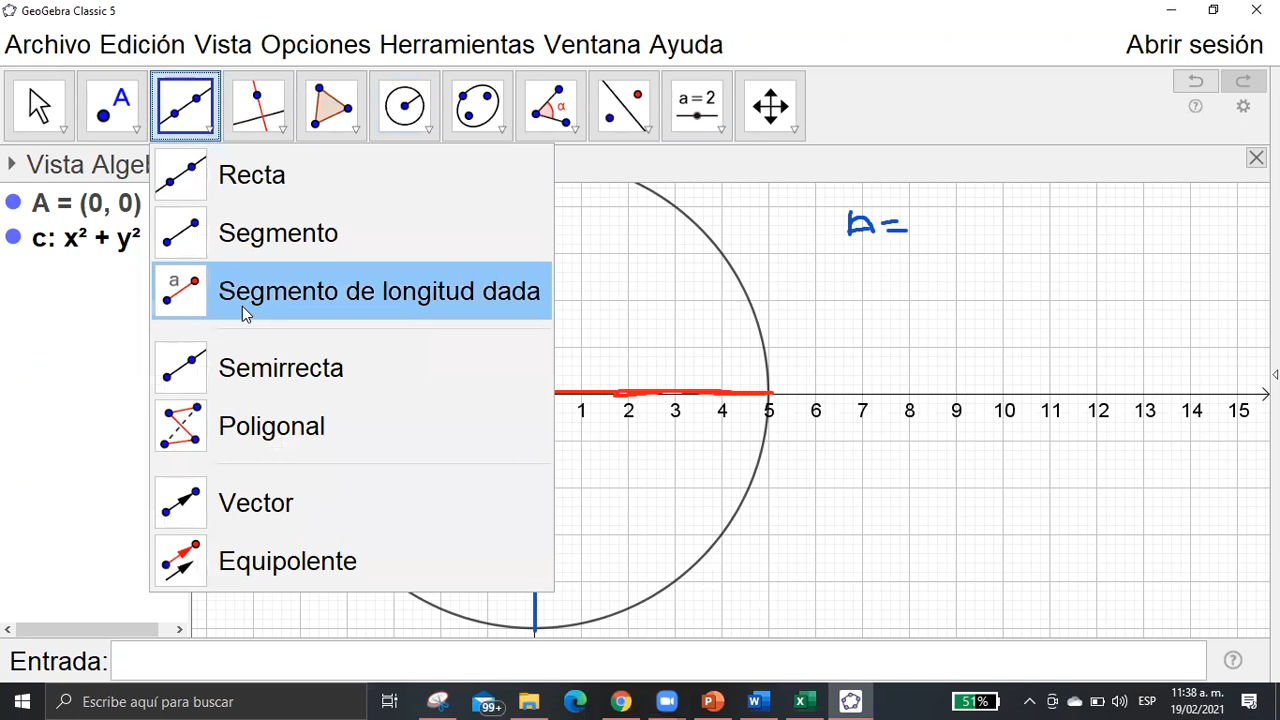 GeoGebra Classic 5
Archivo Edición Vista Opciones Herramientas Ventana Ayuda
Abrir sesión
A
α
a = 2
Vista Algeb
A = (0, 0)
c: x² + y²
Recta
Segmento
a
Segmento de longitud dada
Semirrecta
Poligonal
Vector
Equipolente
1 2 3 4 5 6 7 8 9 10 11 12 13 14 15
Entrada:
Escribe aquí para buscar
99+
51%
ESP
11:38 a. m.
19/02/2021